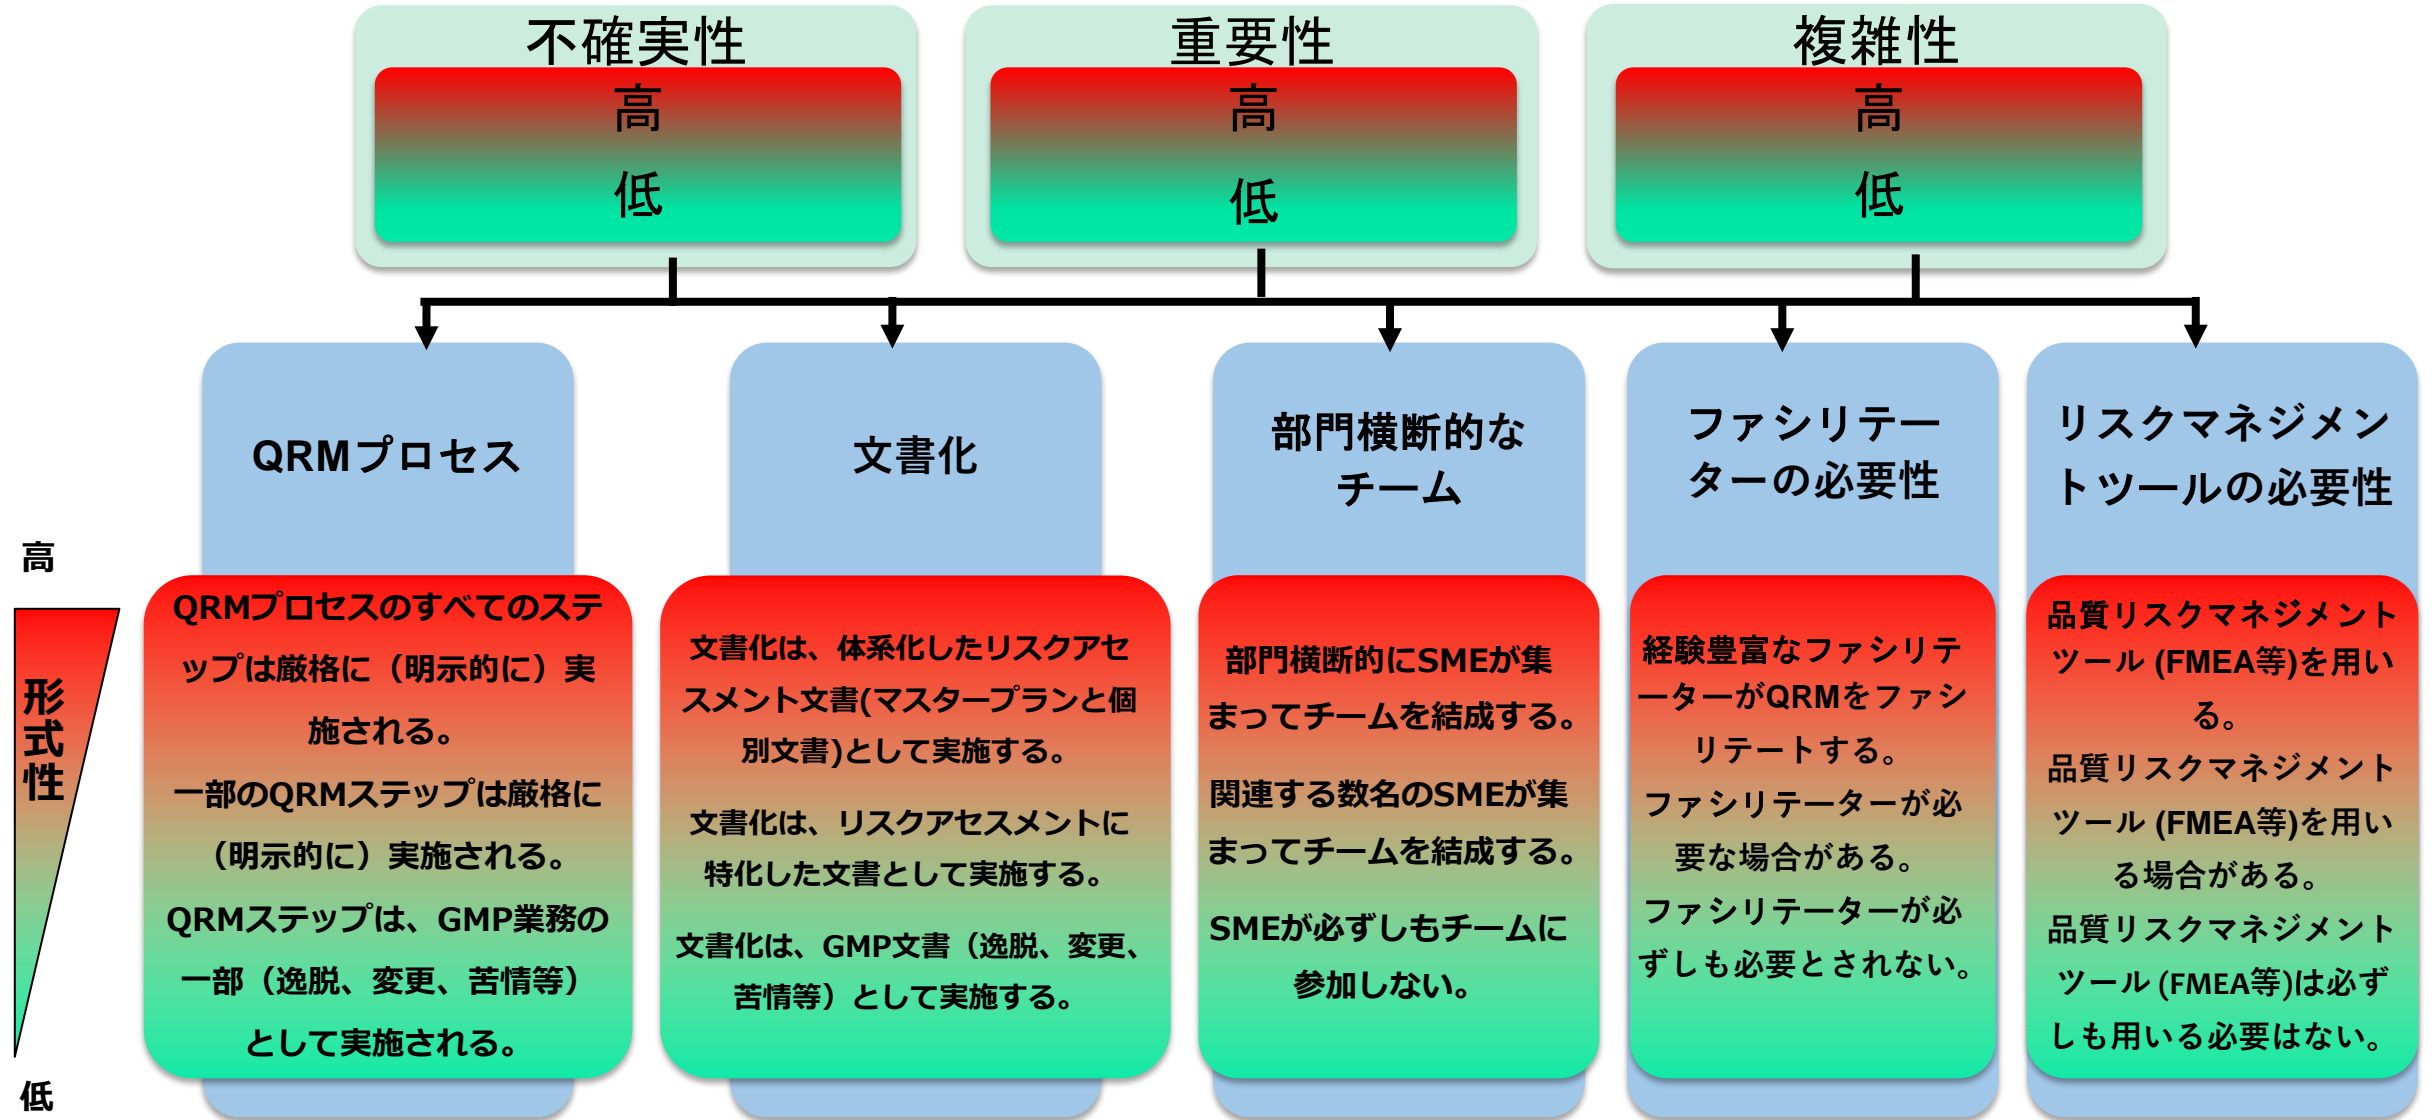 不確実性
高
低
重要性
高
低
複雑性
高
低
QRMプロセス
文書化
部門横断的な
チーム
ファシリテー
ターの必要性
リスクマネジメン
トツールの必要性
高
形式性
低
QRMプロセスのすべてのステ
ップは厳格に（明示的に）実
施される。
一部のQRMステップは厳格に
（明示的に）実施される。
QRMステップは、GMP業務の
一部（逸脱、変更、苦情等）
として実施される。
文書化は、体系化したリスクアセ
スメント文書(マスタープランと個
別文書)として実施する。
文書化は、リスクアセスメントに
特化した文書として実施する。
文書化は、GMP文書（逸脱、変更、
苦情等）として実施する。
部門横断的にSMEが集
まってチームを結成する。
関連する数名のSMEが集
まってチームを結成する。
SMEが必ずしもチームに
参加しない。
経験豊富なファシリテ
ーターがQRMをファシ
リテートする。
ファシリテーターが必
要な場合がある。
ファシリテーターが必
ずしも必要とされない。
品質リスクマネジメント
ツール (FMEA等)を用い
る。
品質リスクマネジメント
ツール (FMEA等)を用い
る場合がある。
品質リスクマネジメント
ツール (FMEA等)は必ず
しも用いる必要はない。